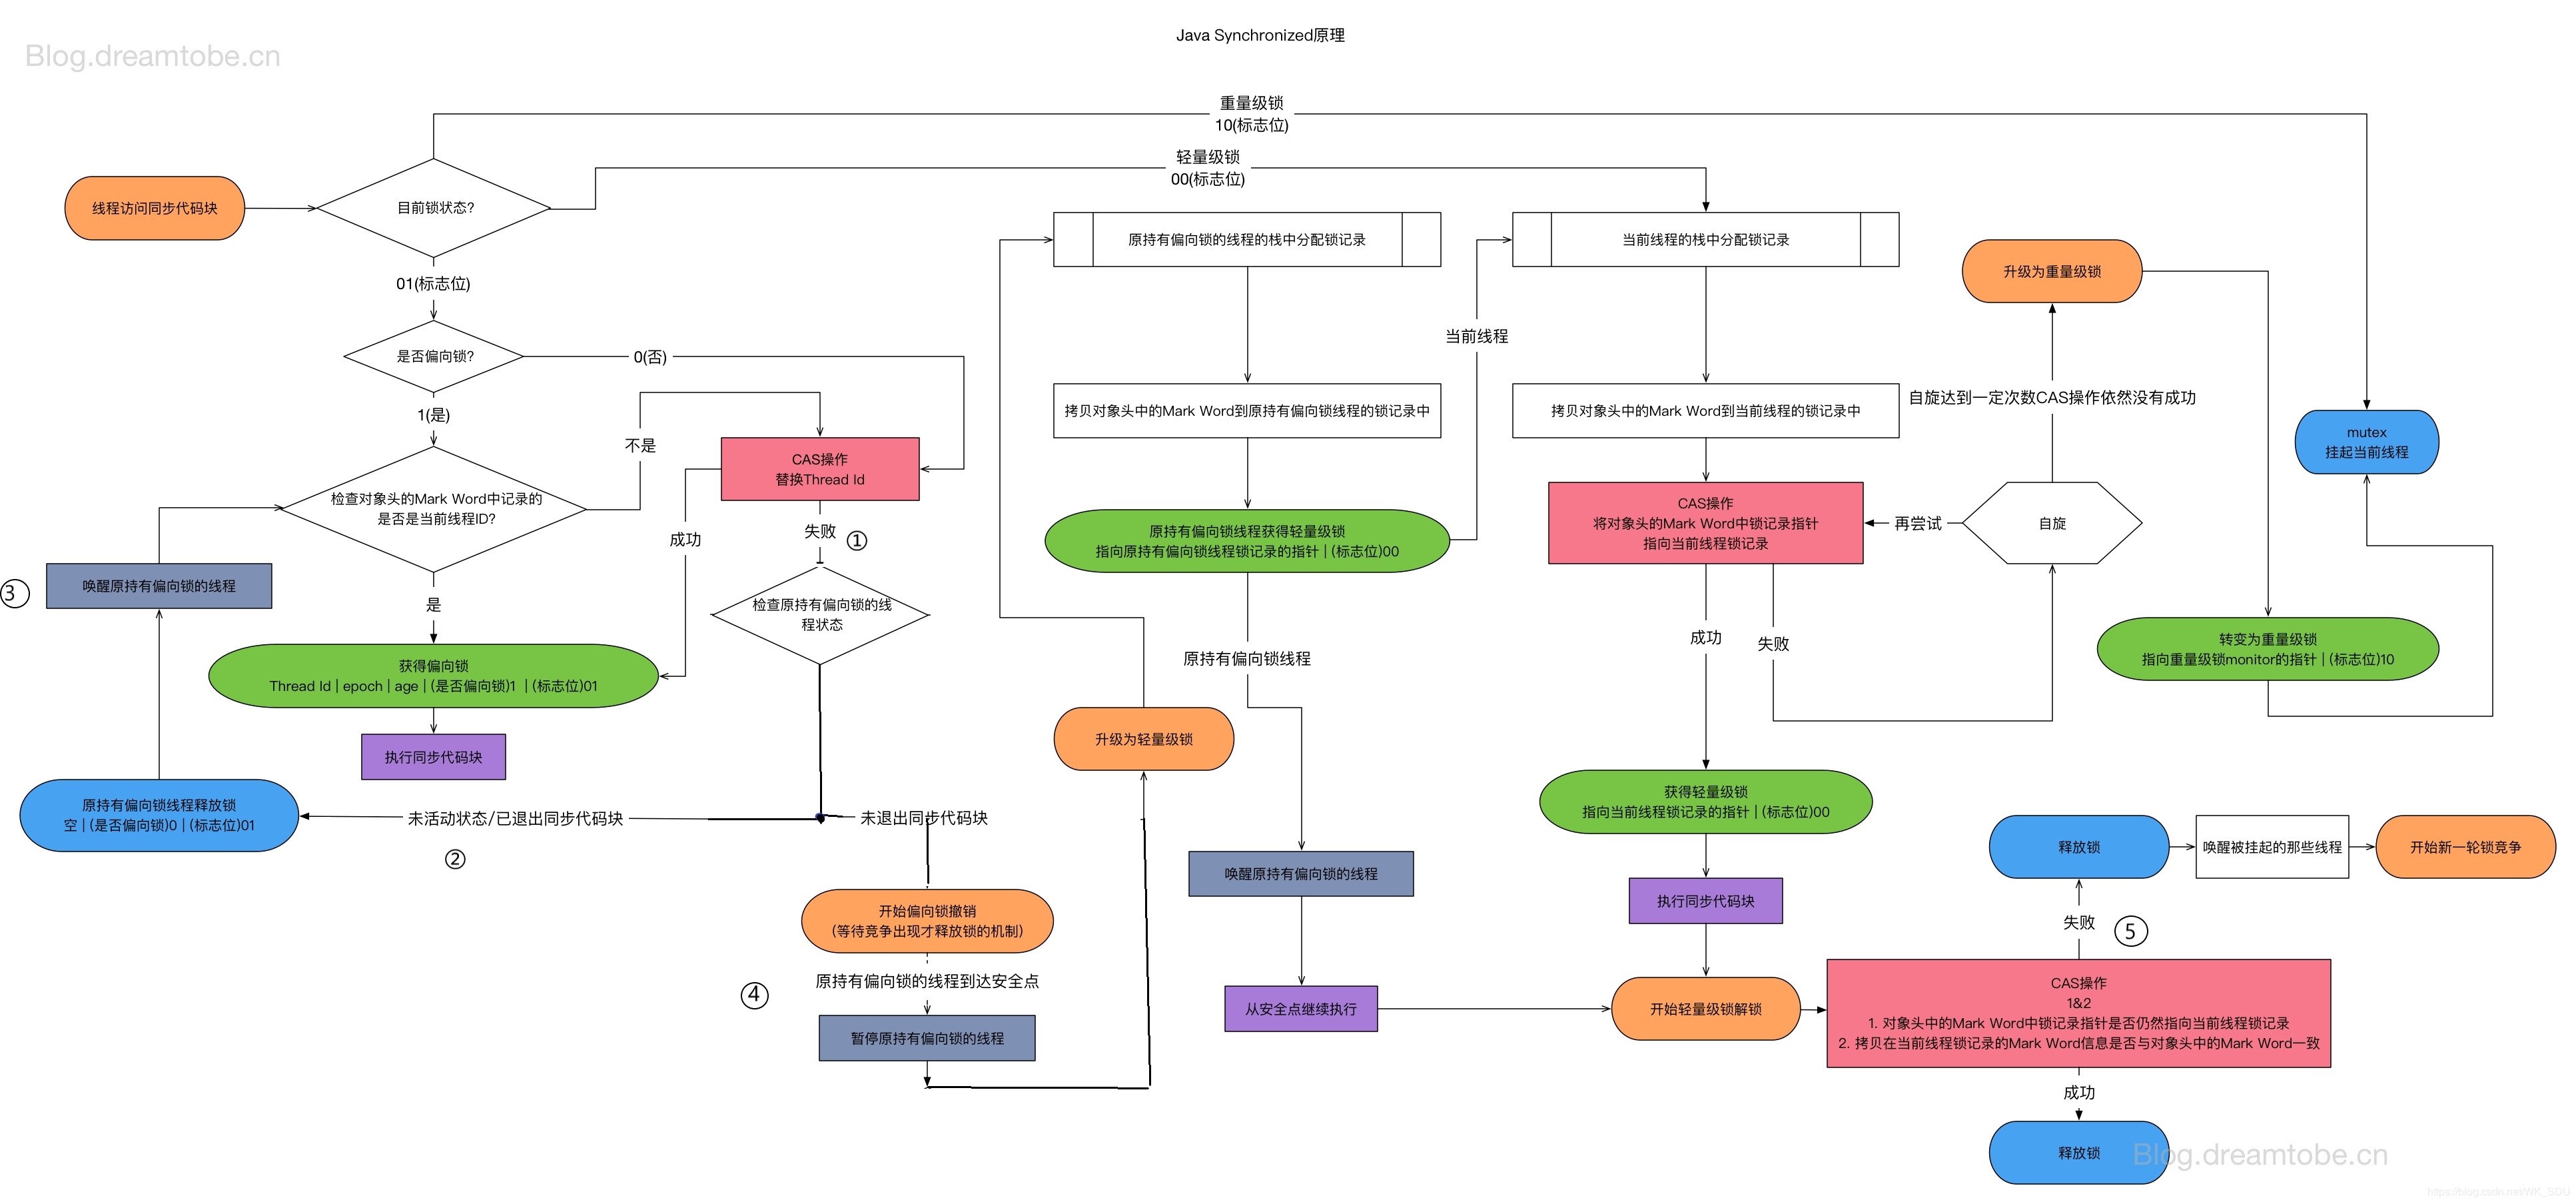 Java Synchronized原理
Blog.dreamtobe.cn
重量级锁
10(标志位)
轻量级锁
00(标志位)
线程访问同步代码块
目前锁状态?
01(标志位)
是否偏向锁?
0(否)
1(是)
不是
检查对象头的Mark Word中记录的
是否是当前线程ID?
CAS操作
替换Thread Id
成功
失败
①
检查原持有偏向锁的线
程状态
③
唤醒原持有偏向锁的线程
是
获得偏向锁
Thread Id | epoch | age | (是否偏向锁)1 | (标志位)01
执行同步代码块
原持有偏向锁线程释放锁
空 | (是否偏向锁)0 | (标志位)01
未活动状态/已退出同步代码块
②
未退出同步代码块
开始偏向锁撤销
(等待竞争出现才释放锁的机制)
原持有偏向锁的线程到达安全点
④
暂停原持有偏向锁的线程
升级为轻量级锁
原持有偏向锁的线程的栈中分配锁记录
拷贝对象头中的Mark Word到原持有偏向锁线程的锁记录中
原持有偏向锁线程获得轻量级锁
指向原持有偏向锁线程锁记录的指针 | (标志位)00
当前线程
原持有偏向锁线程
唤醒原持有偏向锁的线程
从安全点继续执行
当前线程的栈中分配锁记录
拷贝对象头中的Mark Word到当前线程的锁记录中
CAS操作
将对象头的Mark Word中锁记录指针
指向当前线程锁记录
再尝试
自旋
自旋达到一定次数CAS操作依然没有成功
升级为重量级锁
mutex
挂起当前线程
转变为重量级锁
指向重量级锁monitor的指针 | (标志位)10
成功
失败
获得轻量级锁
指向当前线程锁记录的指针 | (标志位)00
执行同步代码块
开始轻量级锁解锁
CAS操作
1&2
1. 对象头中的Mark Word中锁记录指针是否仍然指向当前线程锁记录
2. 拷贝在当前线程锁记录的Mark Word信息是否与对象头中的Mark Word一致
失败
⑤
释放锁
唤醒被挂起的那些线程
开始新一轮锁竞争
成功
释放锁
Blog.dreamtobe.cn
https://blog.csdn.net/WK_SDU